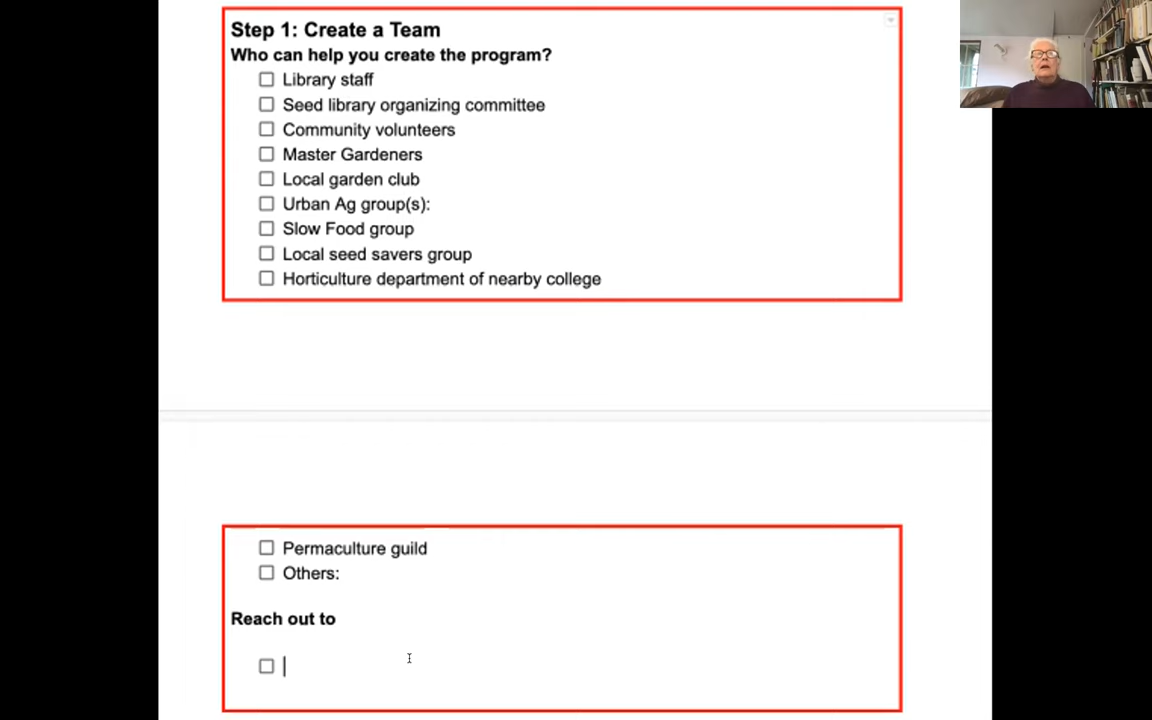 Step 1: Create a Team
Who can help you create the program?
Library staff
Seed library organizing committee
Community volunteers
Master Gardeners
Local garden club
Urban Ag group(s):
Slow Food group
Local seed savers group
Horticulture department of nearby college
Permaculture guild
Others:
Reach out to